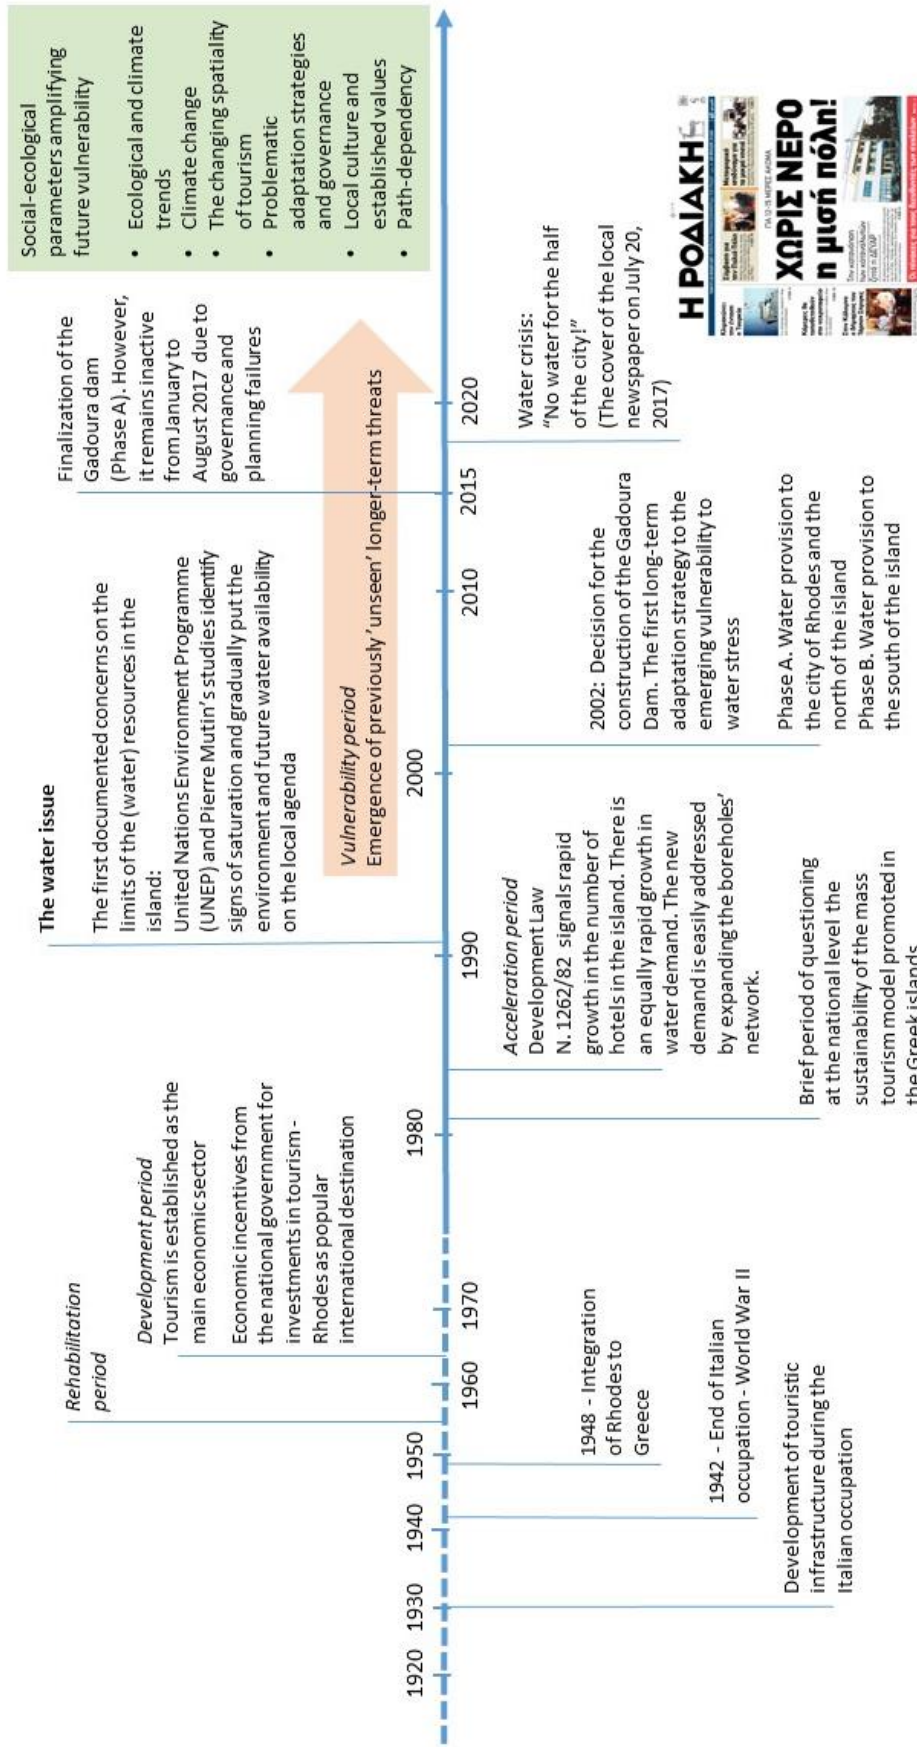 Rehabilitation
period
Development period
Tourism is established as the
main economic sector
Economic incentives from
the national government for
investments in tourism -
Rhodes as popular
international destination
The water issue
The first documented concerns on the
limits of the (water) resources in the
island:
United Nations Environment Programme
(UNEP) and Pierre Mutin's studies identify
signs of saturation and gradually put the
environment and future water availability
on the local agenda
Vulnerability period
Emergence of previously 'unseen' longer-term threats
Finalization of the
Gadoura dam
(Phase A). However,
it remains inactive
from January to
August 2017 due to
governance and
planning failures
Social-ecological
parameters amplifying
future vulnerability
• Ecological and climate
trends
• Climate change
• The changing spatiality
of tourism
• Problematic
adaptation strategies
and governance
• Local culture and
established values
• Path-dependency
1920
1930
1940
1950
1960
1970
1980
1990
2000
2010
2015
2020
Development of touristic
infrastructure during the
Italian occupation
1942 - End of Italian
occupation - World War II
1948 - Integration
of Rhodes to
Greece
Brief period of questioning
at the national level the
sustainability of the mass
tourism model promoted in
the Greek islands
Acceleration period
Development Law
N. 1262/82 signals rapid
growth in the number of
hotels in the island. There is
an equally rapid growth in
water demand. The new
demand is easily addressed
by expanding the boreholes'
network.
2002: Decision for the
construction of the Gadoura
Dam. The first long-term
adaptation strategy to the
emerging vulnerability to
water stress
Phase A. Water provision to
the city of Rhodes and the
north of the island
Phase B. Water provision to
the south of the island
Water crisis:
"No water for the half
of the city!"
(The cover of the local
newspaper on July 20,
2017)
Η ΡΟΔΙΑΚΗ
ΓΙΑ 12-15 ΜΕΡΕΣ ΑΚΟΜΑ
ΧΩΡΙΣ ΝΕΡΟ
η μισή πόλη!